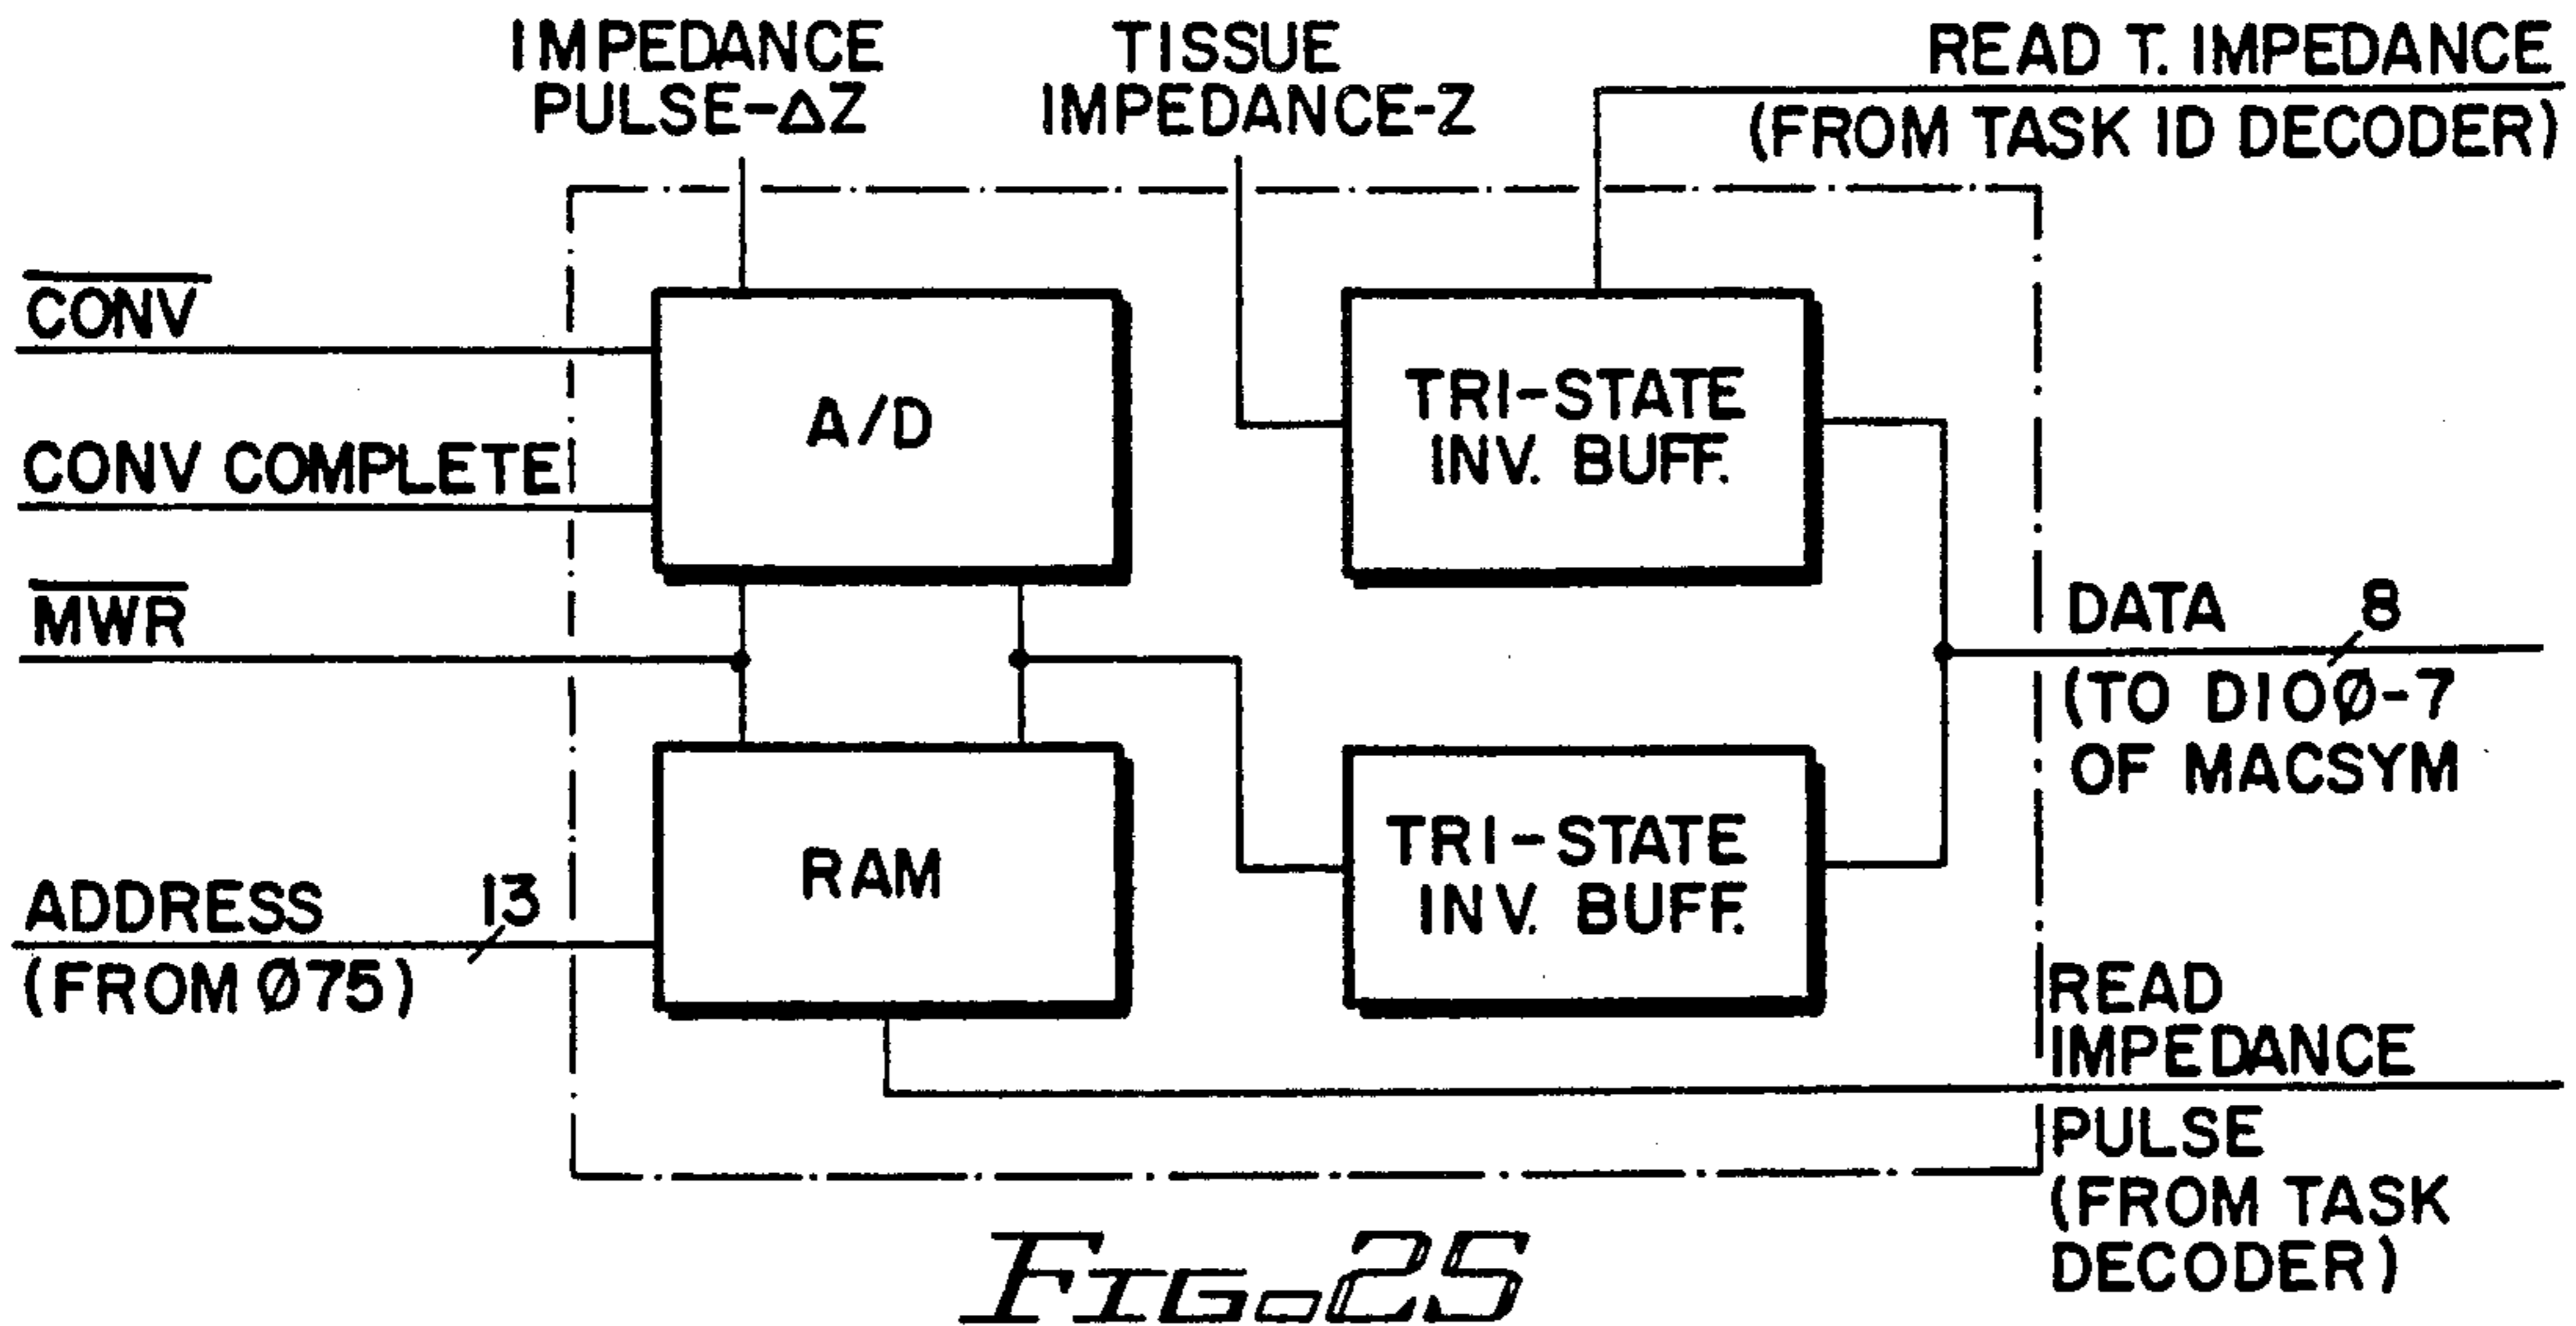 IMPEDANCE
PULSE-ΔZ
TISSUE
IMPEDANCE-Z
READ T. IMPEDANCE
(FROM TASK ID DECODER)
CONV
CONV COMPLETE
MWR
ADDRESS 13
(FROM Ø75)
A/D
TRI-STATE
INV. BUFF.
RAM
TRI-STATE
INV. BUFF.
DATA 8
(TO DIOØ-7
OF MACSYM
READ
IMPEDANCE
PULSE
(FROM TASK
DECODER)
FIG. 25